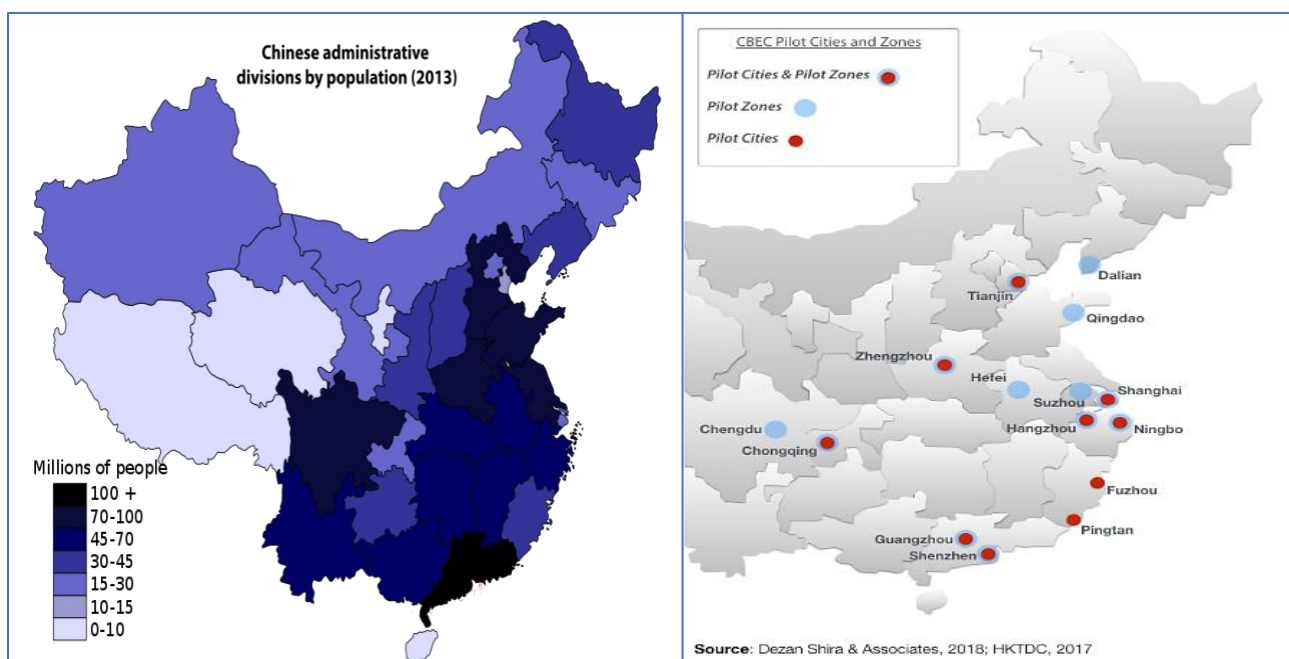 Chinese administrative
divisions by population (2013)
Millions of people
100 +
70-100
45-70
30-45
15-30
10-15
0-10
CBEC Pilot Cities and Zones
Pilot Cities & Pilot Zones
Pilot Zones
Pilot Cities
Dalian
Tianjin
Qingdao
Zhengzhou
Hefei
Shanghai
Suzhou
Hangzhou
Ningbo
Chengdu
Chongqing
Fuzhou
Pingtan
Guangzhou
Shenzhen
Source: Dezan Shira & Associates, 2018; HKTDC, 2017